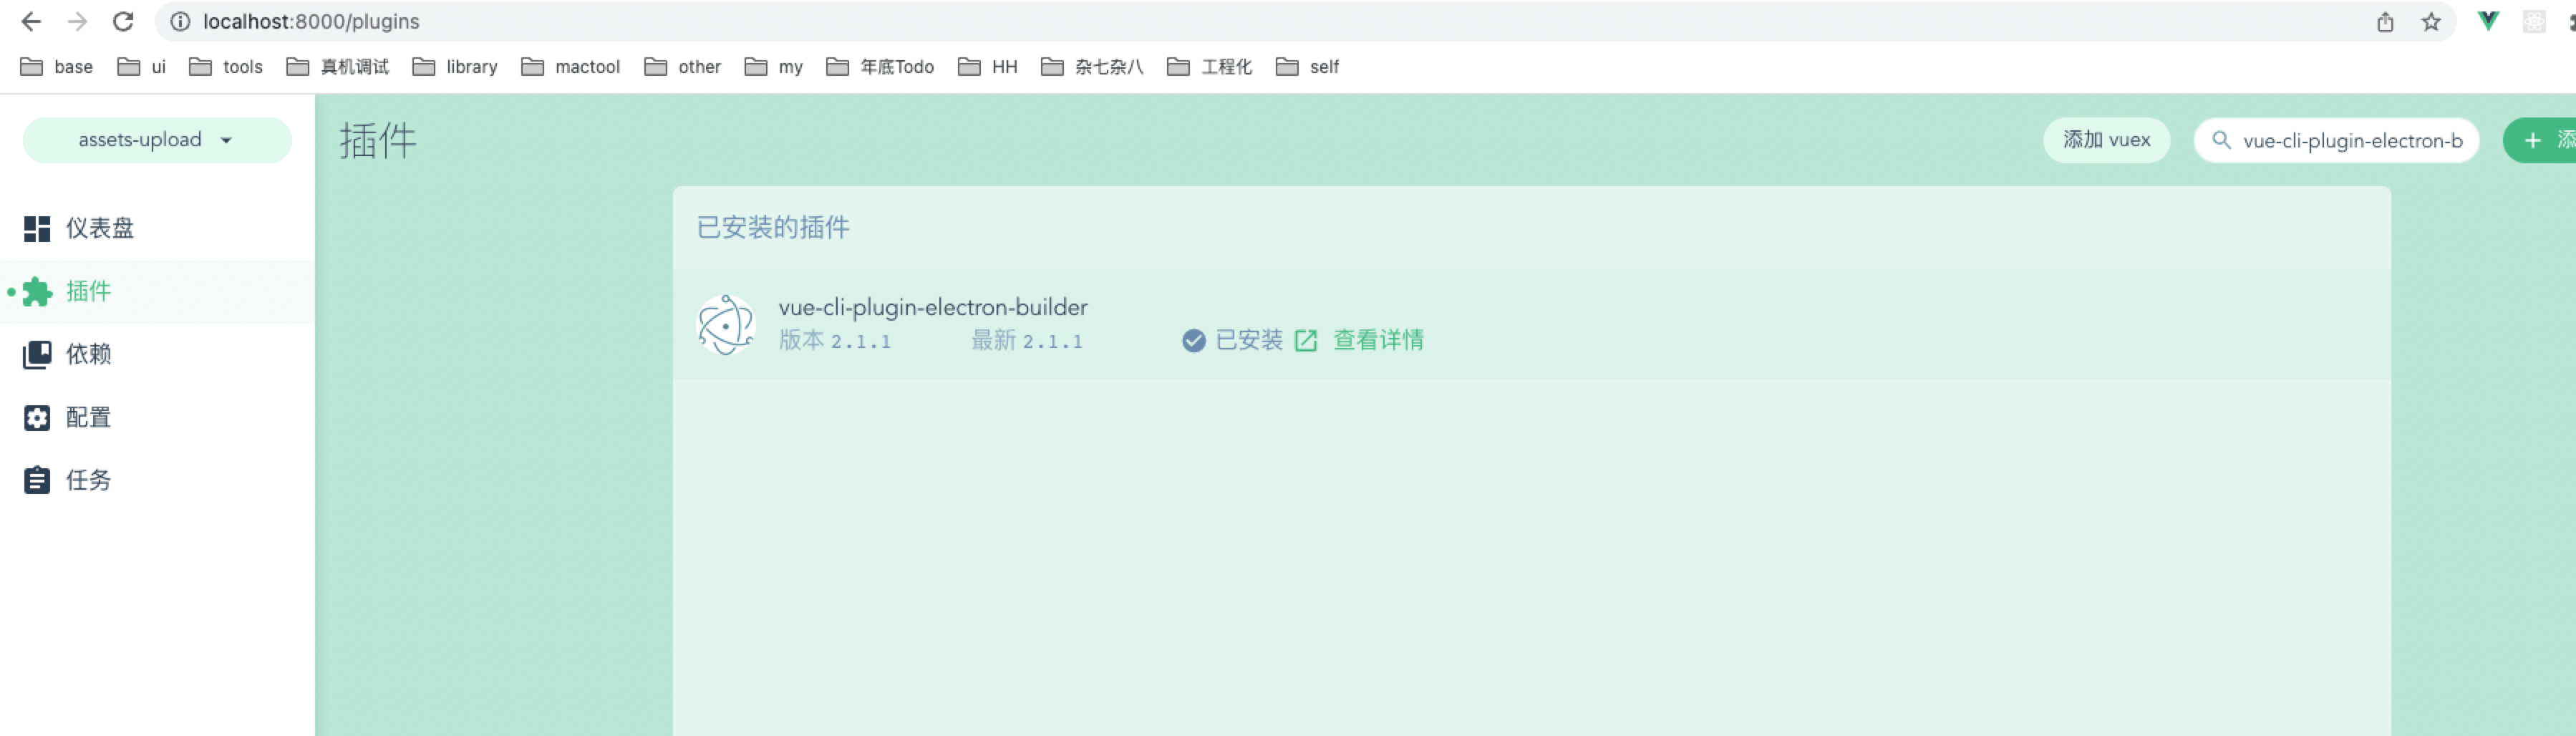 localhost:8000/plugins
base ui tools 真机调试 library mactool other my 年底Todo HH 杂七杂八 工程化 self
assets-upload
仪表盘
插件
依赖
配置
任务
插件
添加 vuex
vue-cli-plugin-electron-b
+ 添
已安装的插件
vue-cli-plugin-electron-builder
版本 2.1.1 最新 2.1.1 已安装 查看详情